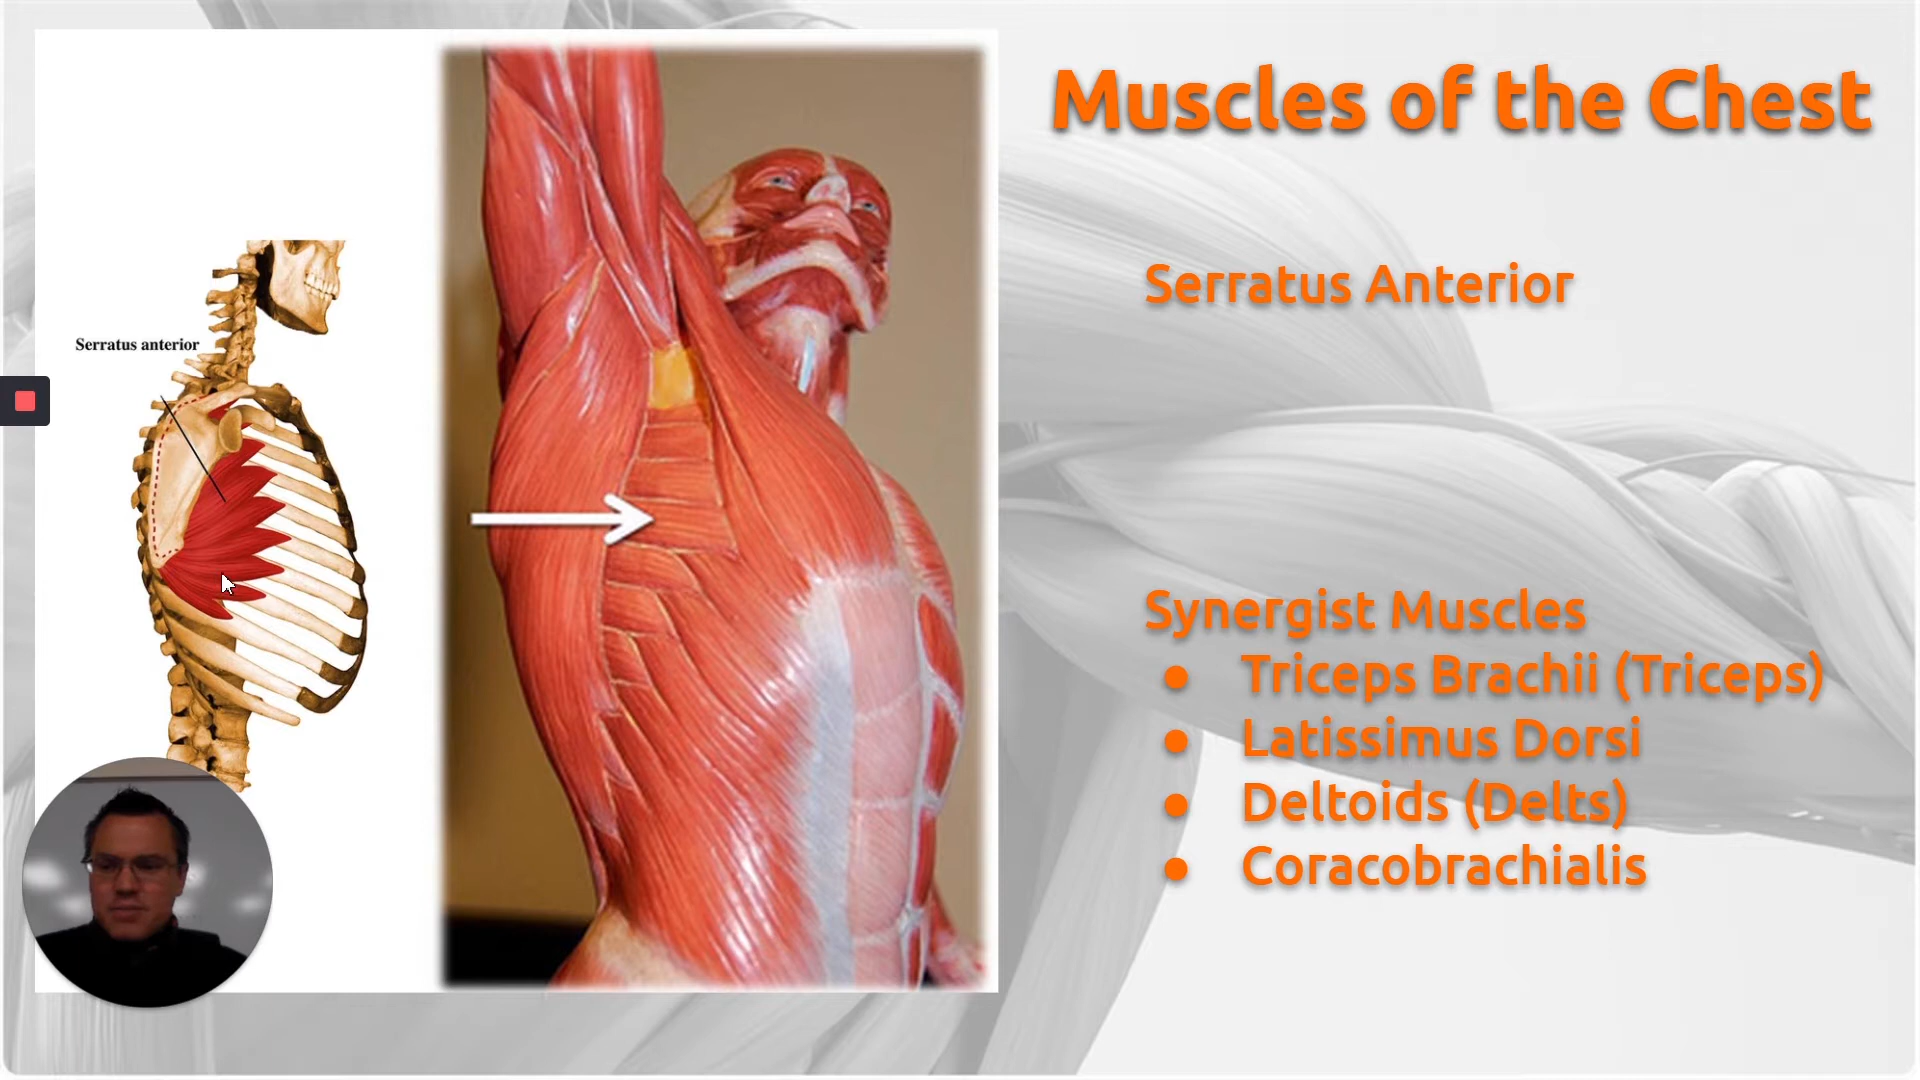 Muscles of the Chest
Serratus anterior
Serratus Anterior
Synergist Muscles
● Triceps Brachii (Triceps)
● Latissimus Dorsi
● Deltoids (Delts)
● Coracobrachialis